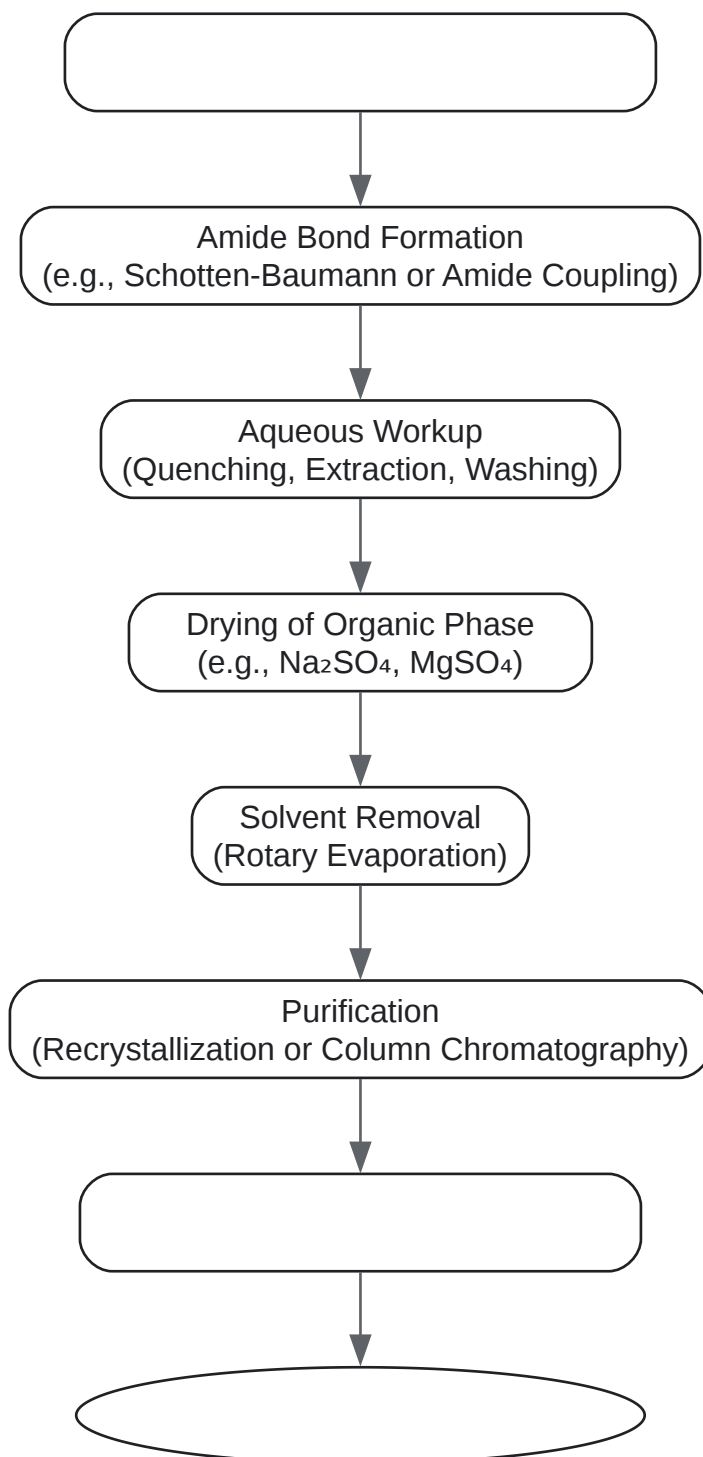 Amide Bond Formation
(e.g., Schotten-Baumann or Amide Coupling)
Aqueous Workup
(Quenching, Extraction, Washing)
Drying of Organic Phase
(e.g., Na₂SO₄, MgSO₄)
Solvent Removal
(Rotary Evaporation)
Purification
(Recrystallization or Column Chromatography)